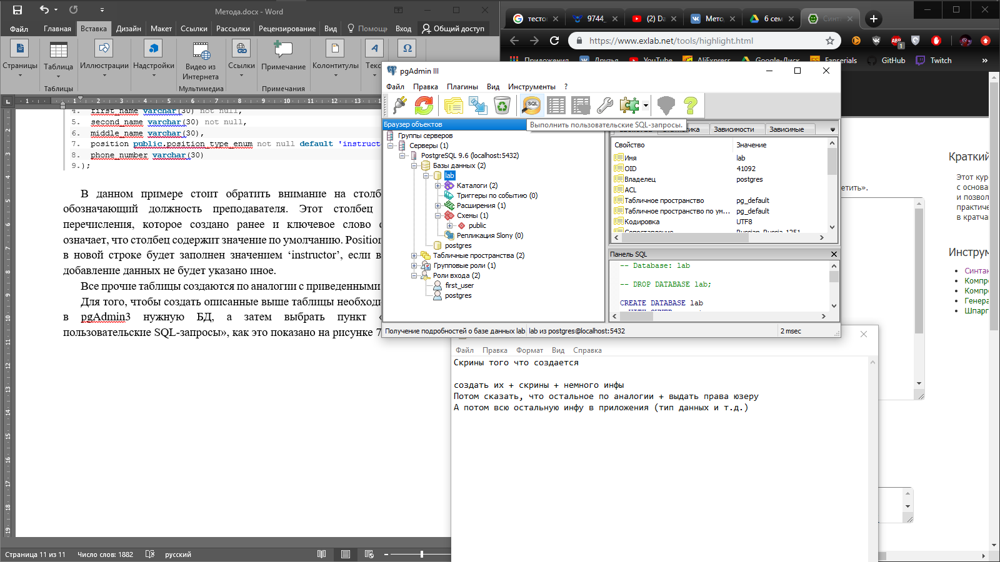 Метода.docx - Word
Файл Главная Вставка Дизайн Макет Ссылки Рассылки Рецензирование Вид Помощн Вход Общий доступ
Страницы Таблица Иллюстрации Надстройки Видео из Интернета Ссылки Примечание Колонтитулы Текс
Таблицы Мультимедиа Примечания
4. first_name varchar(30) not null,
5. second_name varchar(30) not null,
6. middle_name varchar(30),
7. position public.position_type_enum not null default 'instruct
8. phone_number varchar(30)
9. );
В данном примере стоит обратить внимание на столб
обозначающий должность преподавателя. Этот столбец
перечисления, которое создано ранее и ключевое слово
означает, что столбец содержит значение по умолчанию. Position
в новой строке будет заполнен значением ‘instructor’, если в
добавление данных не будет указано иное.
Все прочие таблицы создаются по аналогии с приведенными
Для того, чтобы создать описанные выше таблицы необходи
в pgAdmin3 нужную БД, а затем выбрать пункт «
пользовательские SQL-запросы», как это показано на рисунке 7
Страница 11 из 11 Число слов: 1882 русский
тесто 9744_ (2) Da Мето, 6 сем Синт
https://www.exlab.net/tools/highlight.html
ABP 1
Приложения Друзья YouTube AliExpress Google-Диск Fanserials GitHub Twitch »
pgAdmin III
Файл Правка Плагины Вид Инструменты ?
SQL
Выполнить пользовательские SQL-запросы.
Браузер объектов
Группы серверов
Серверы (1)
PostgreSQL 9.6 (localhost:5432)
Базы данных (2)
lab
Каталоги (2)
Триггеры по событию (0)
Расширения (1)
Схемы (1)
public
Репликация Slony (0)
postgres
Табличные пространства (2)
Групповые роли (1)
Роли входа (2)
first_user
postgres
Зависимости Зависимые
Свойство Значение
Имя lab
OID 41092
Владелец postgres
ACL
Табличное пространство pg_default
Табличное пространство по ум... pg_default
Кодировка UTF8
Сопоставление Russian_Russia.1251
Панель SQL
-- Database: lab
-- DROP DATABASE lab;
CREATE DATABASE lab
Получение подробностей о базе данных lab lab из postgres@localhost:5432 2 msec
Файл Правка Формат Вид Справка
Скрины того что создается
создать их + скрины + немного инфы
Потом сказать, что остальное по аналогии + выдать права юзеру
А потом всю остальную инфу в приложения (тип данных и т.д.)
етить».
Краткий
Этот кур
с основа
и позвол
практиче
в кратча
Инструм
Синтак
Компре
Компре
Генера
Шпарг